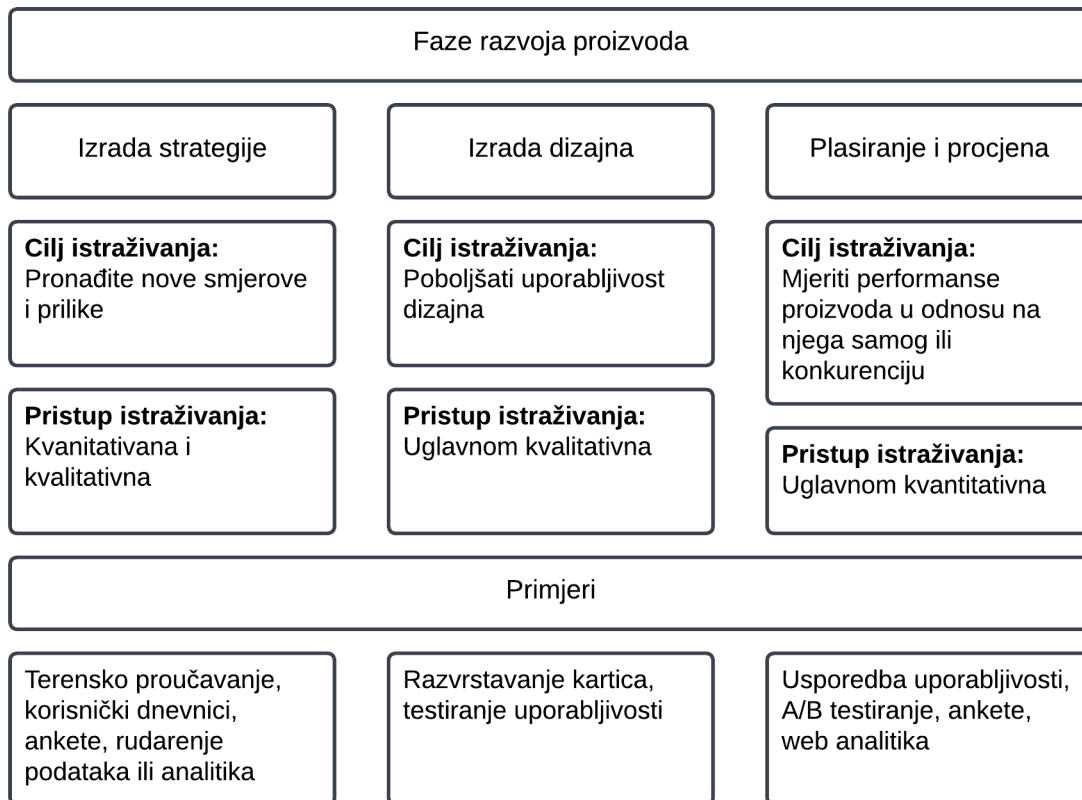 Faze razvoja proizvoda
Izrada strategije
Izrada dizajna
Plasiranje i procjena
Cilj istraživanja:
Pronađite nove smjerove
i prilike
Cilj istraživanja:
Poboljšati uporabljivost
dizajna
Cilj istraživanja:
Mjeriti performanse
proizvoda u odnosu na
njega samog ili
konkurenciju
Pristup istraživanja:
Kvanitativana i
kvalitativna
Pristup istraživanja:
Uglavnom kvalitativna
Pristup istraživanja:
Uglavnom kvantitativna
Primjeri
Terensko proučavanje,
korisnički dnevnici,
ankete, rudarenje
podataka ili analitika
Razvrstavanje kartica,
testiranje uporabljivosti
Usporedba uporabljivosti,
A/B testiranje, ankete,
web analitika